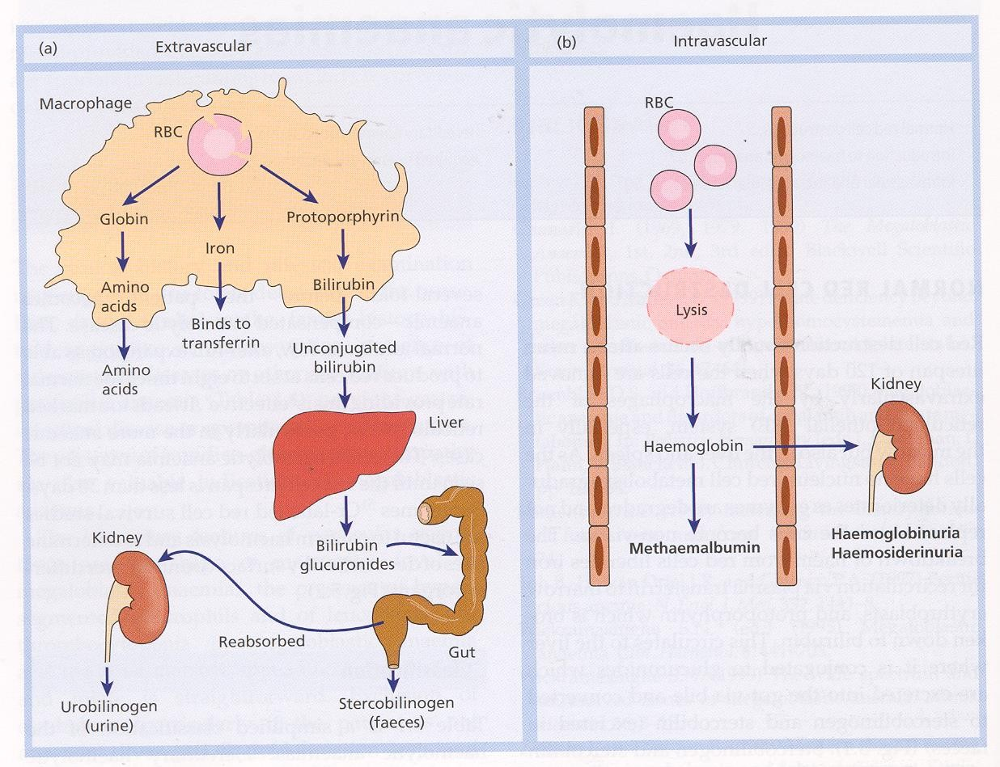 (a)
Extravascular
Macrophage
RBC
Globin
Iron
Protoporphyrin
Amino
acids
Binds to
transferrin
Bilirubin
Amino
acids
Unconjugated
bilirubin
Liver
Bilirubin
glucuronides
Kidney
Reabsorbed
Gut
Urobilinogen
(urine)
Stercobilinogen
(faeces)
(b)
Intravascular
RBC
Lysis
Haemoglobin
Kidney
Methaemalbumin
Haemoglobinuria
Haemosiderinuria